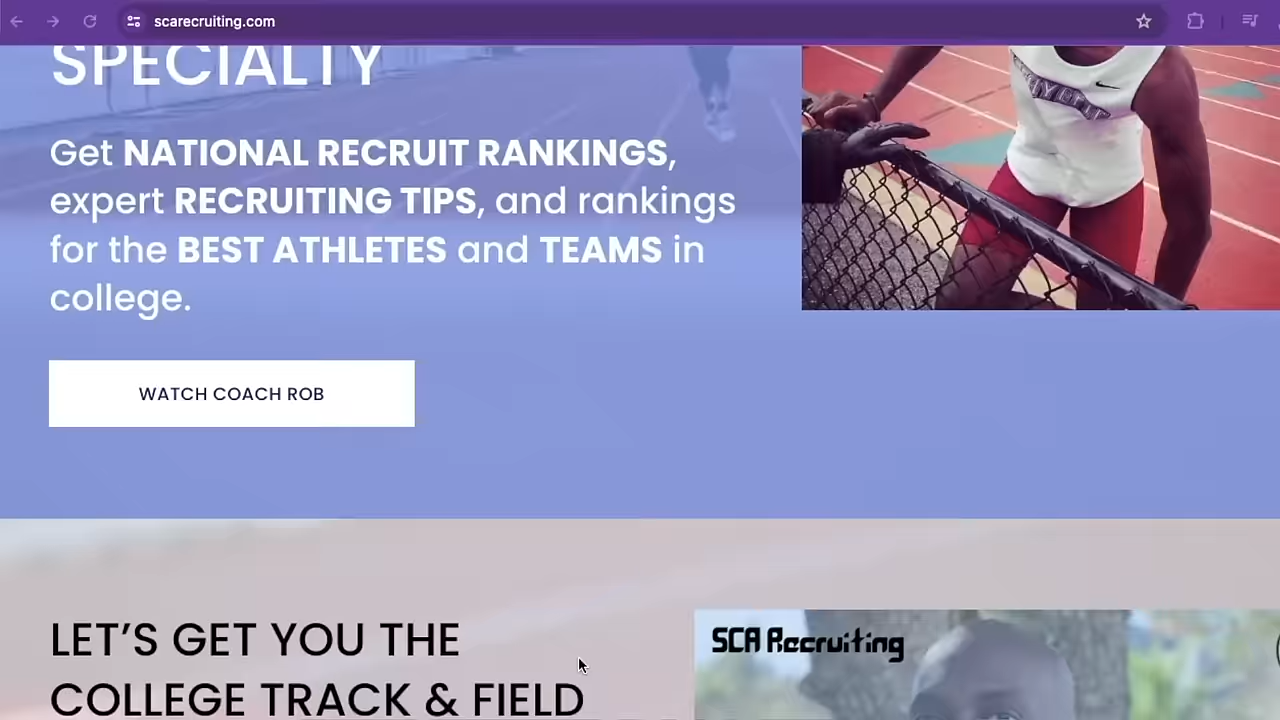 scarecruiting.com
SPECIALTY
Get NATIONAL RECRUIT RANKINGS,
expert RECRUITING TIPS, and rankings
for the BEST ATHLETES and TEAMS in
college.
WATCH COACH ROB
LET’S GET YOU THE
COLLEGE TRACK & FIELD
SCA Recruiting